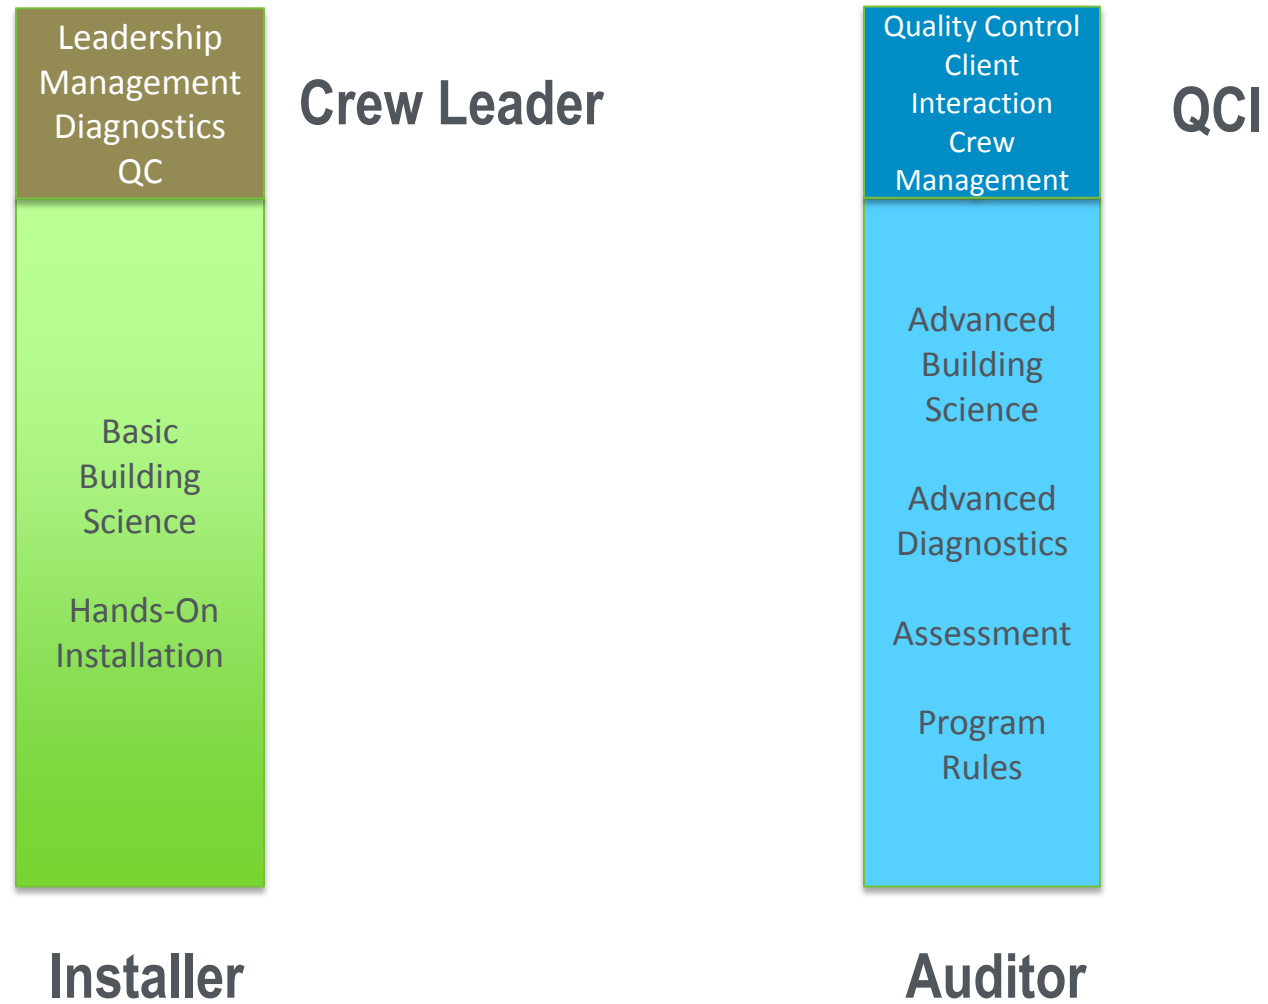 Leadership
Management
Diagnostics
QC
Crew Leader
Basic
Building
Science
Hands-On
Installation
Installer
Quality Control
Client
Interaction
Crew
Management
QCI
Advanced
Building
Science
Advanced
Diagnostics
Assessment
Program
Rules
Auditor